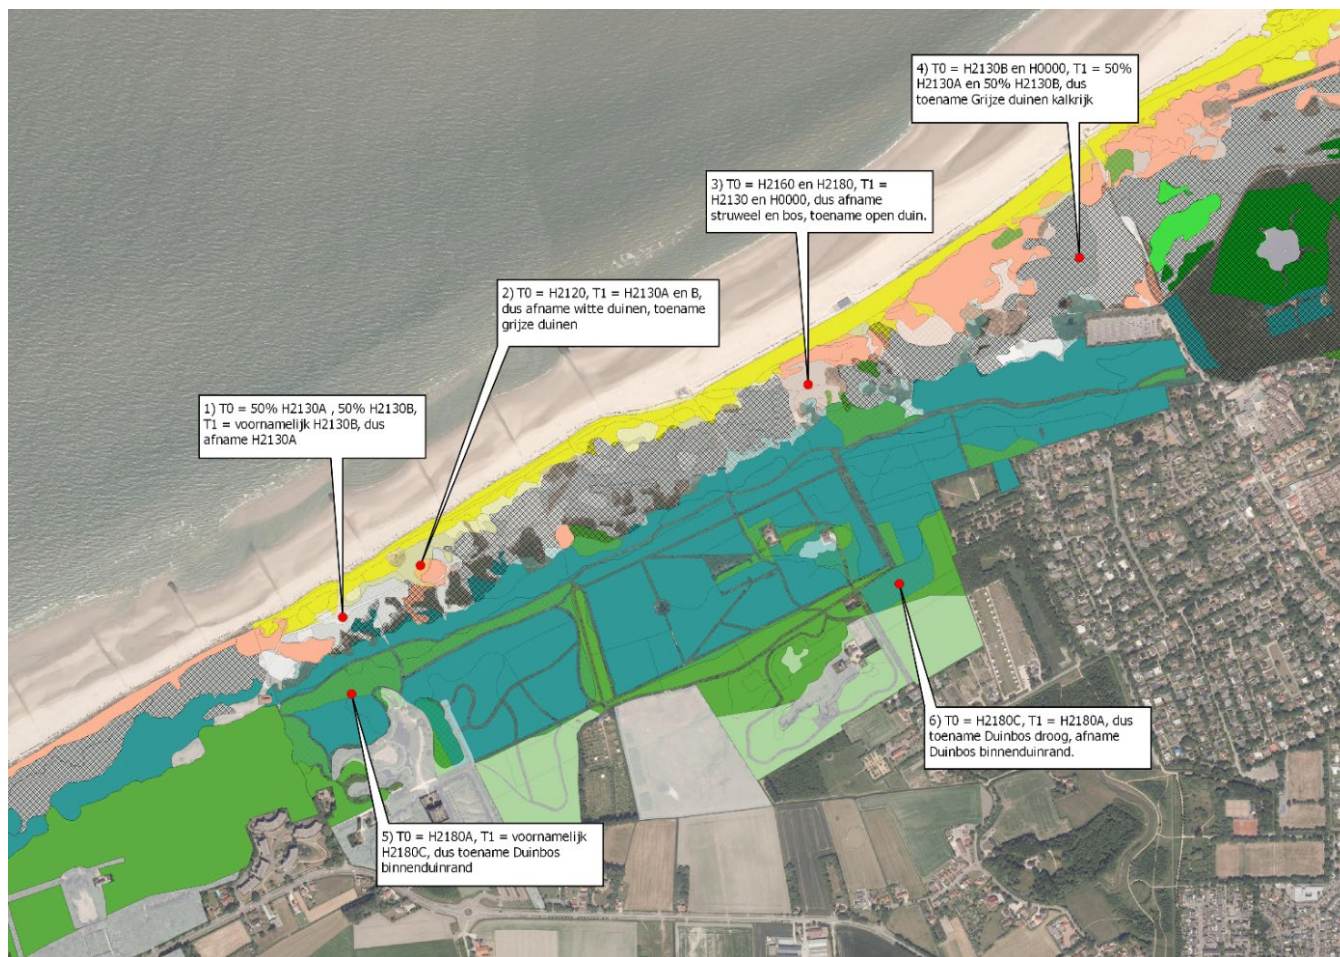 4) T0 = H2130B en H0000, T1 = 50%
H2130A en 50% H2130B, dus
toename Grijze duinen kalkrijk
3) T0 = H2160 en H2180, T1 =
H2130 en H0000, dus afname
struweel en bos, toename open duin.
2) T0 = H2120, T1 = H2130A en B,
dus afname witte duinen, toename
grijze duinen
1) T0 = 50% H2130A , 50% H2130B,
T1 = voornamelijk H2130B, dus
afname H2130A
6) T0 = H2180C, T1 = H2180A, dus
toename Duinbos droog, afname
Duinbos binnenduinrand.
5) T0 = H2180A, T1 = voornamelijk
H2180C, dus toename Duinbos
binnenduinrand